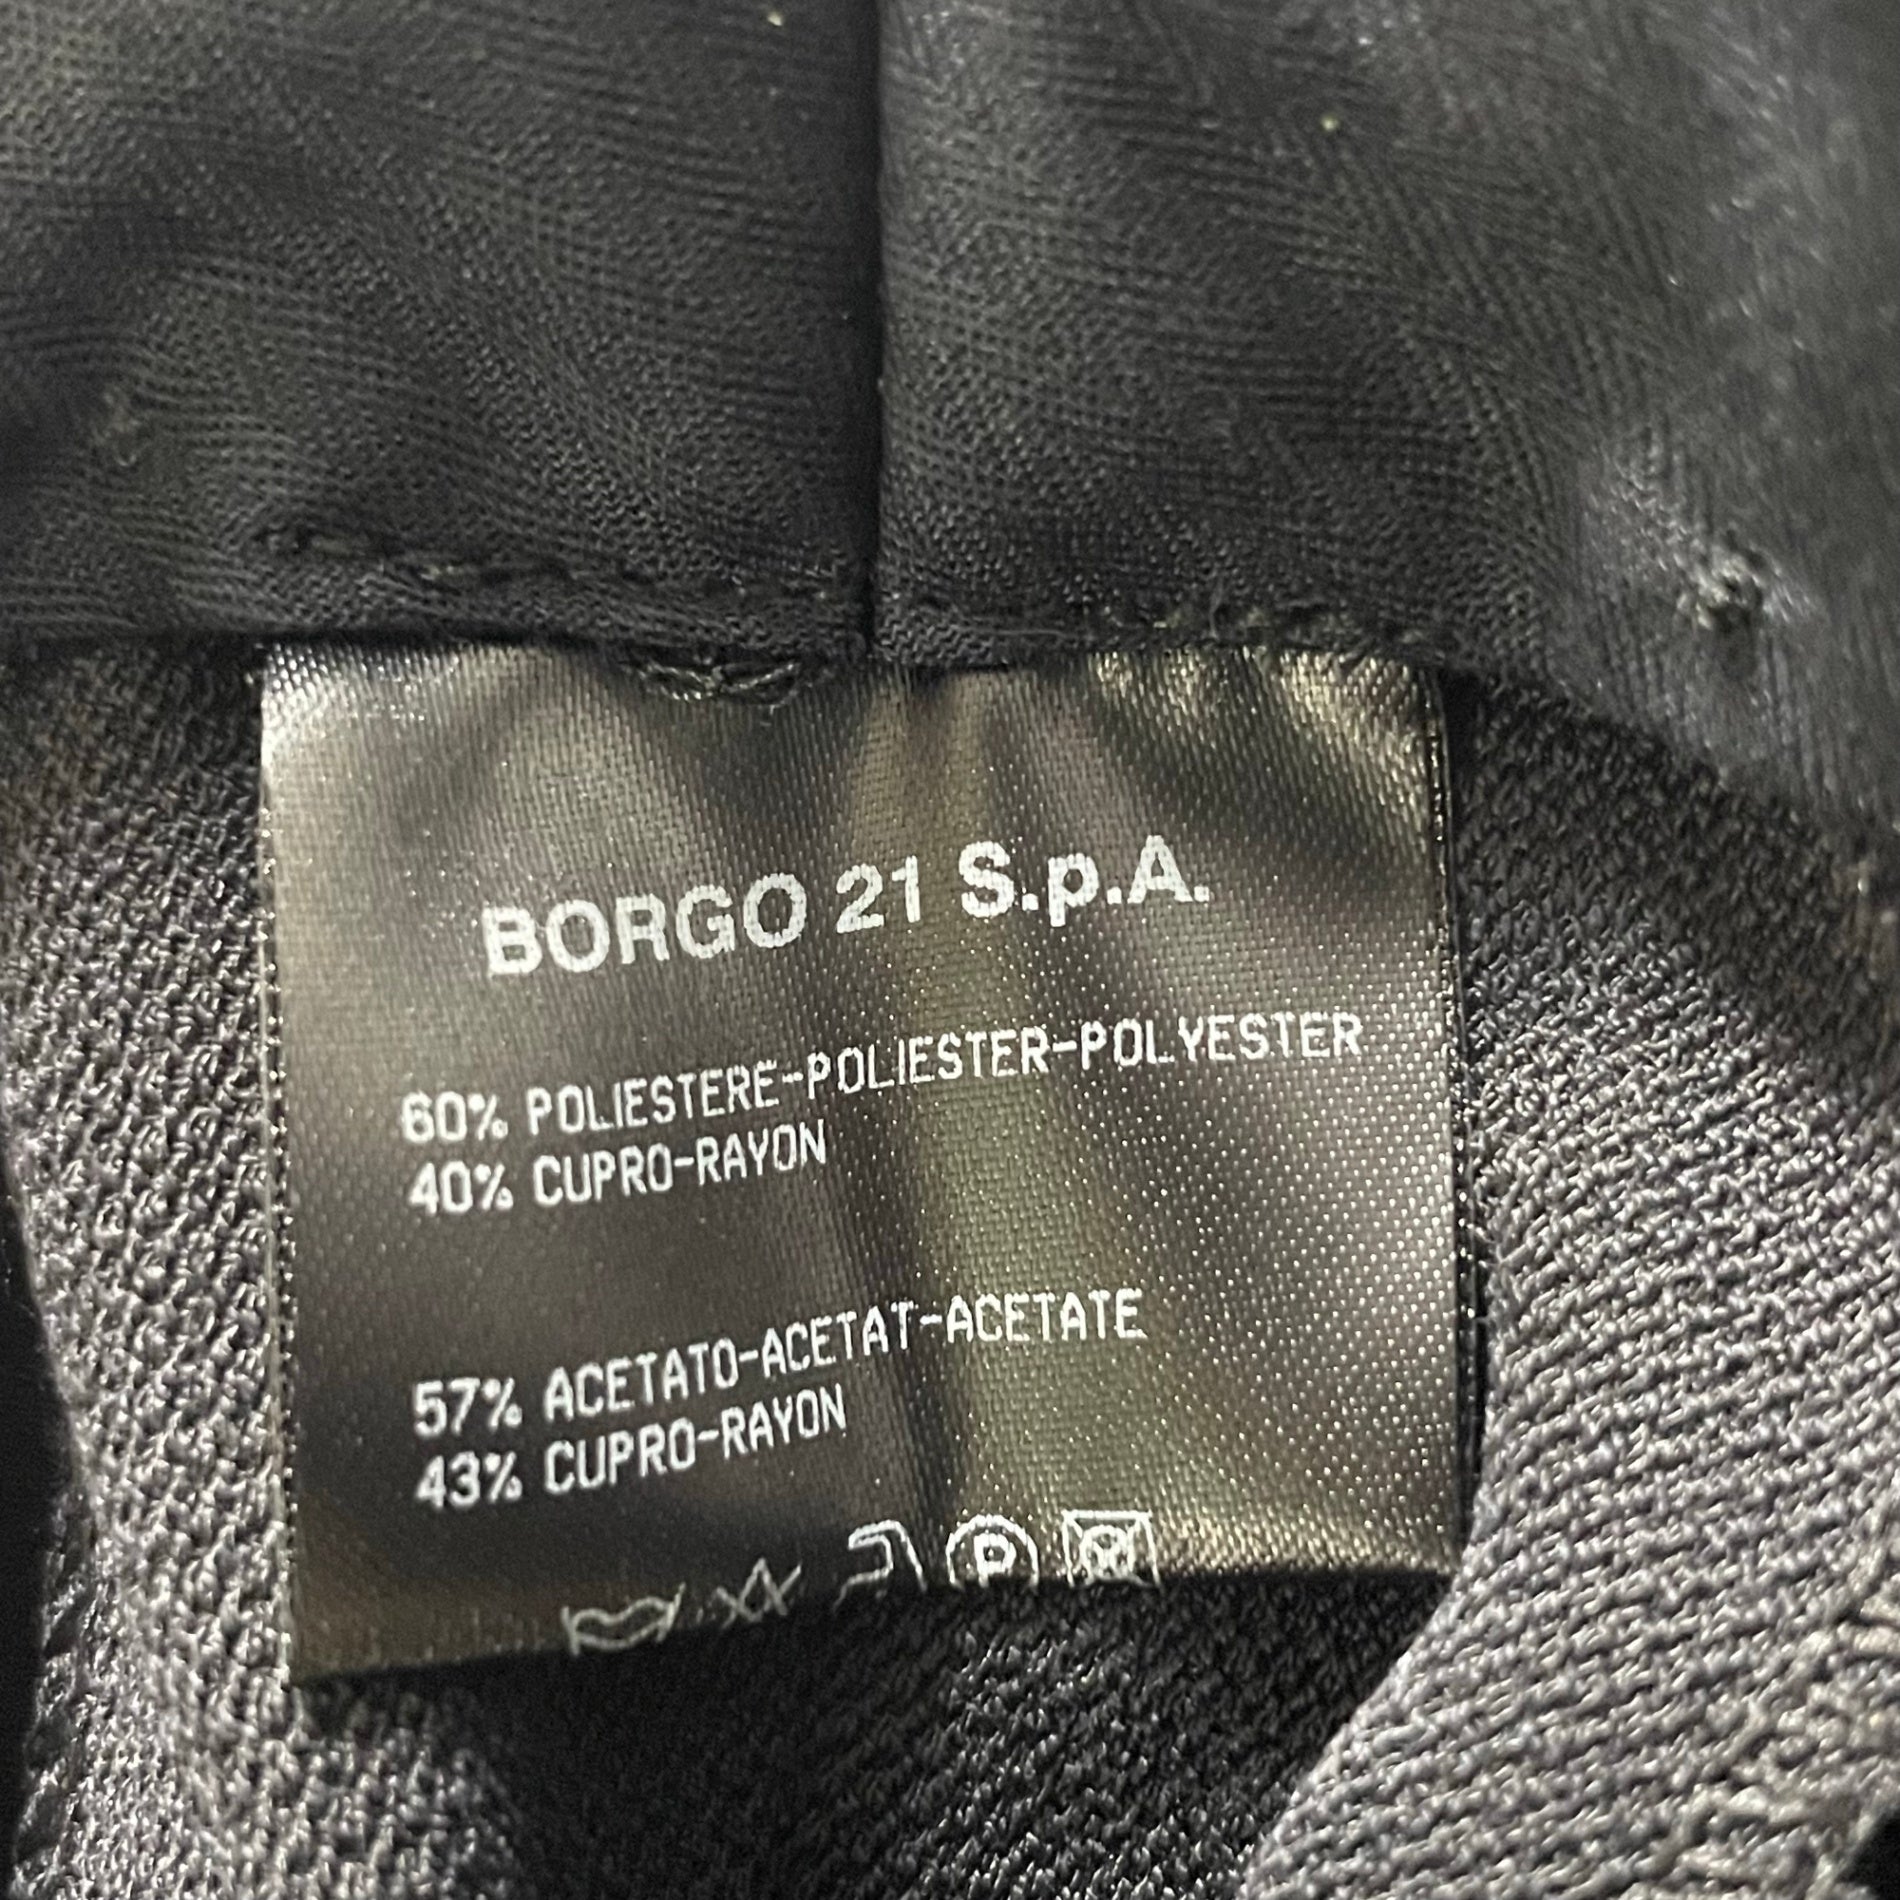 BORGO 21 S.p.A.
60% POLIESTERE-POLIESTER-POLYESTER
40% CUPRO-RAYON
57% ACETATO-ACETAT-ACETATE
43% CUPRO-RAYON
P